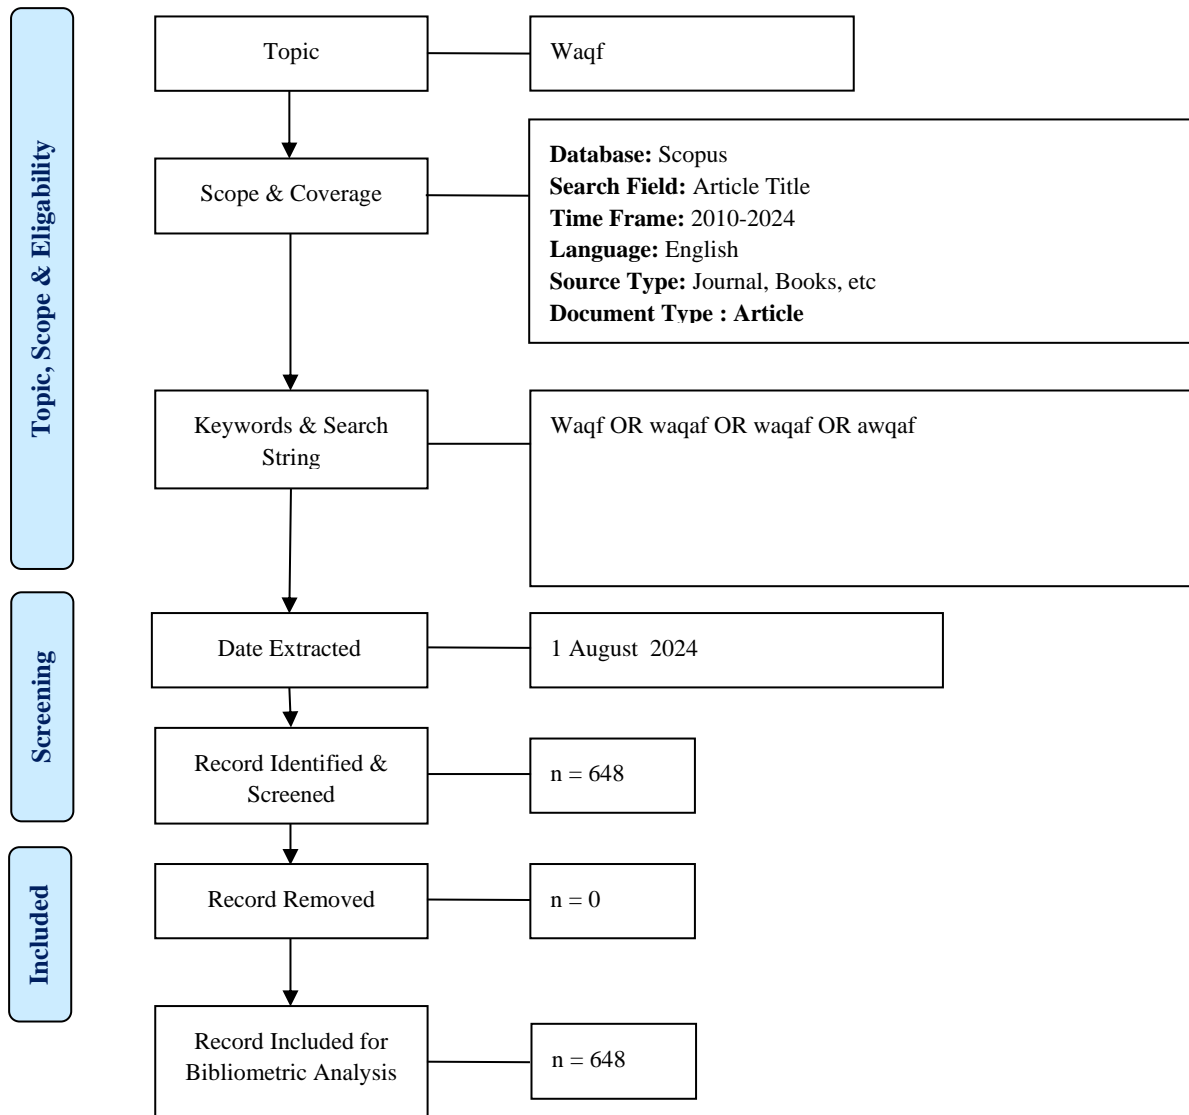 Topic, Scope & Eligability
Topic
Waqf
Scope & Coverage
Database: Scopus
Search Field: Article Title
Time Frame: 2010-2024
Language: English
Source Type: Journal, Books, etc
Document Type : Article
Keywords & Search
String
Waqf OR waqaf OR waqaf OR awqaf
Screening
Date Extracted
1 August 2024
Record Identified &
Screened
n = 648
Included
Record Removed
n = 0
Record Included for
Bibliometric Analysis
n = 648